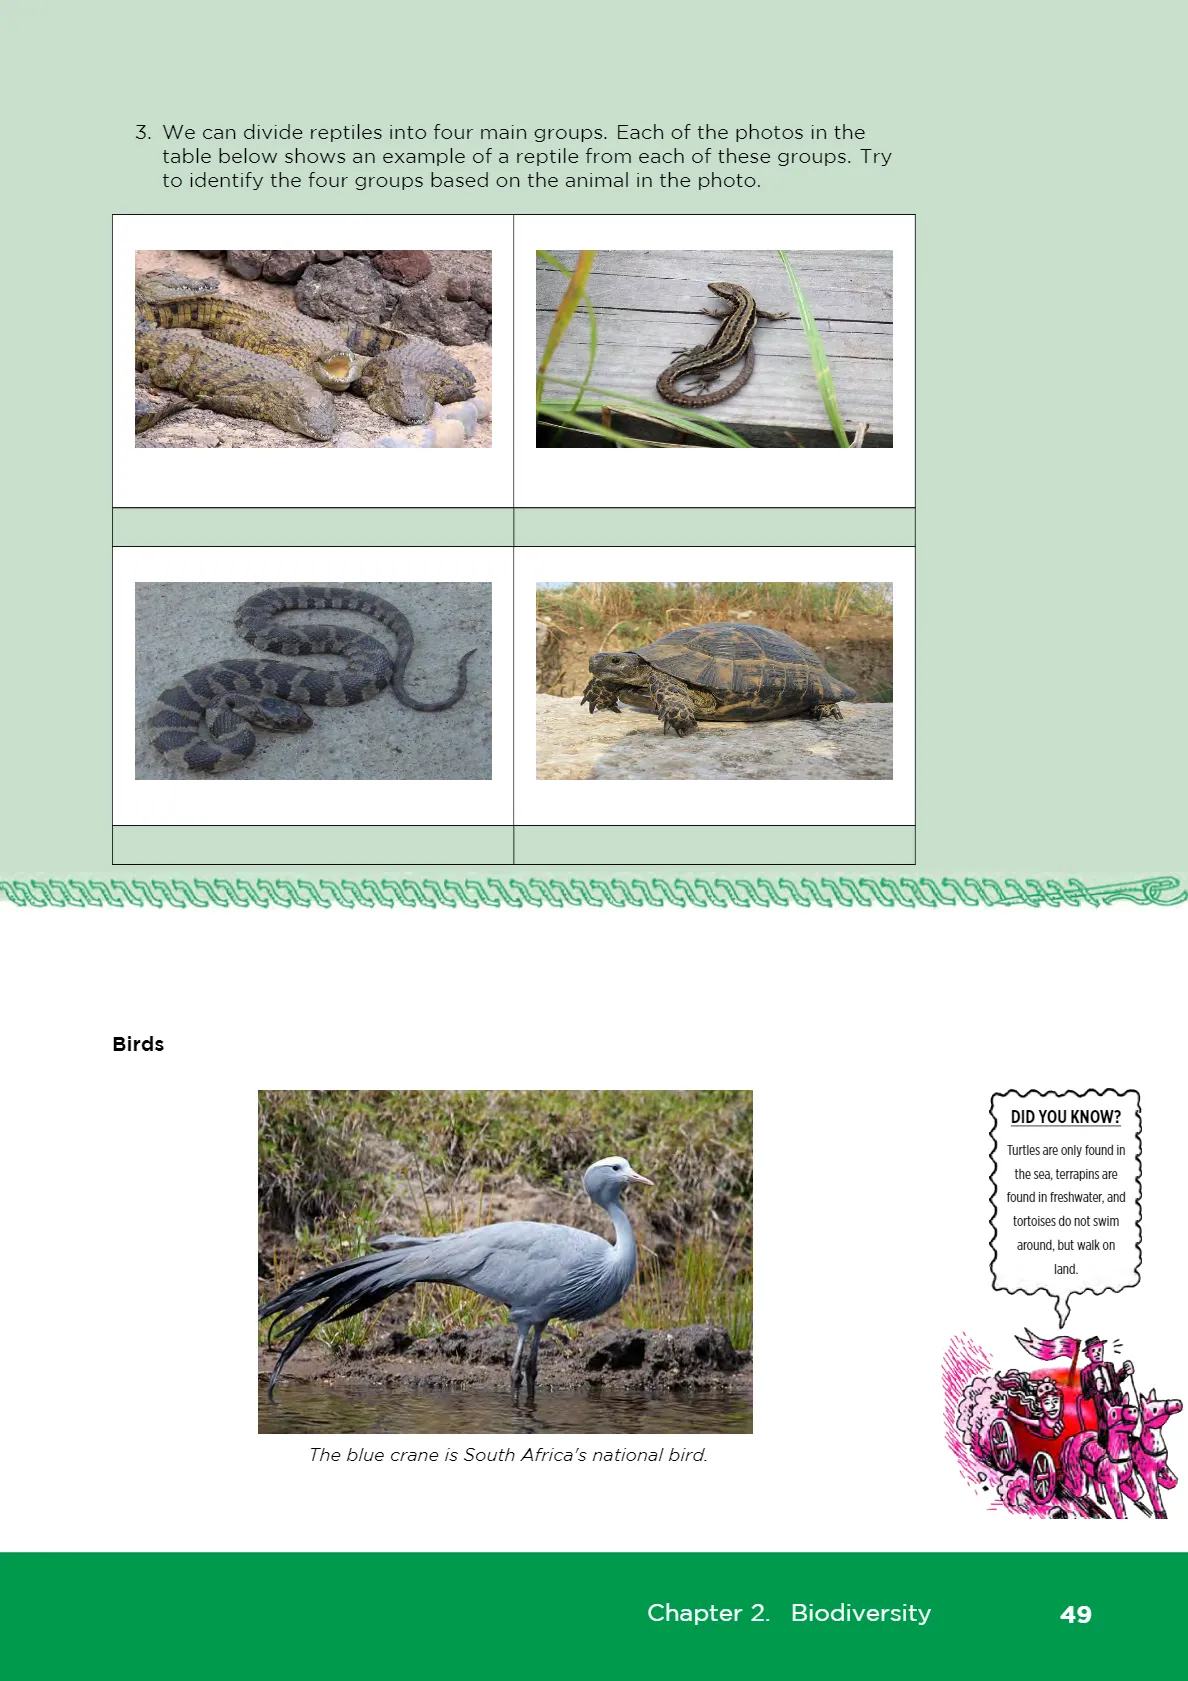 3. We can divide reptiles into four main groups. Each of the photos in the
table below shows an example of a reptile from each of these groups. Try
to identify the four groups based on the animal in the photo.
Birds
DID YOU KNOW?
Turtles are only found in
the sea, terrapins are
found in freshwater, and
tortoises do not swim
around, but walk on
land.
The blue crane is South Africa's national bird.
Chapter 2. Biodiversity 49